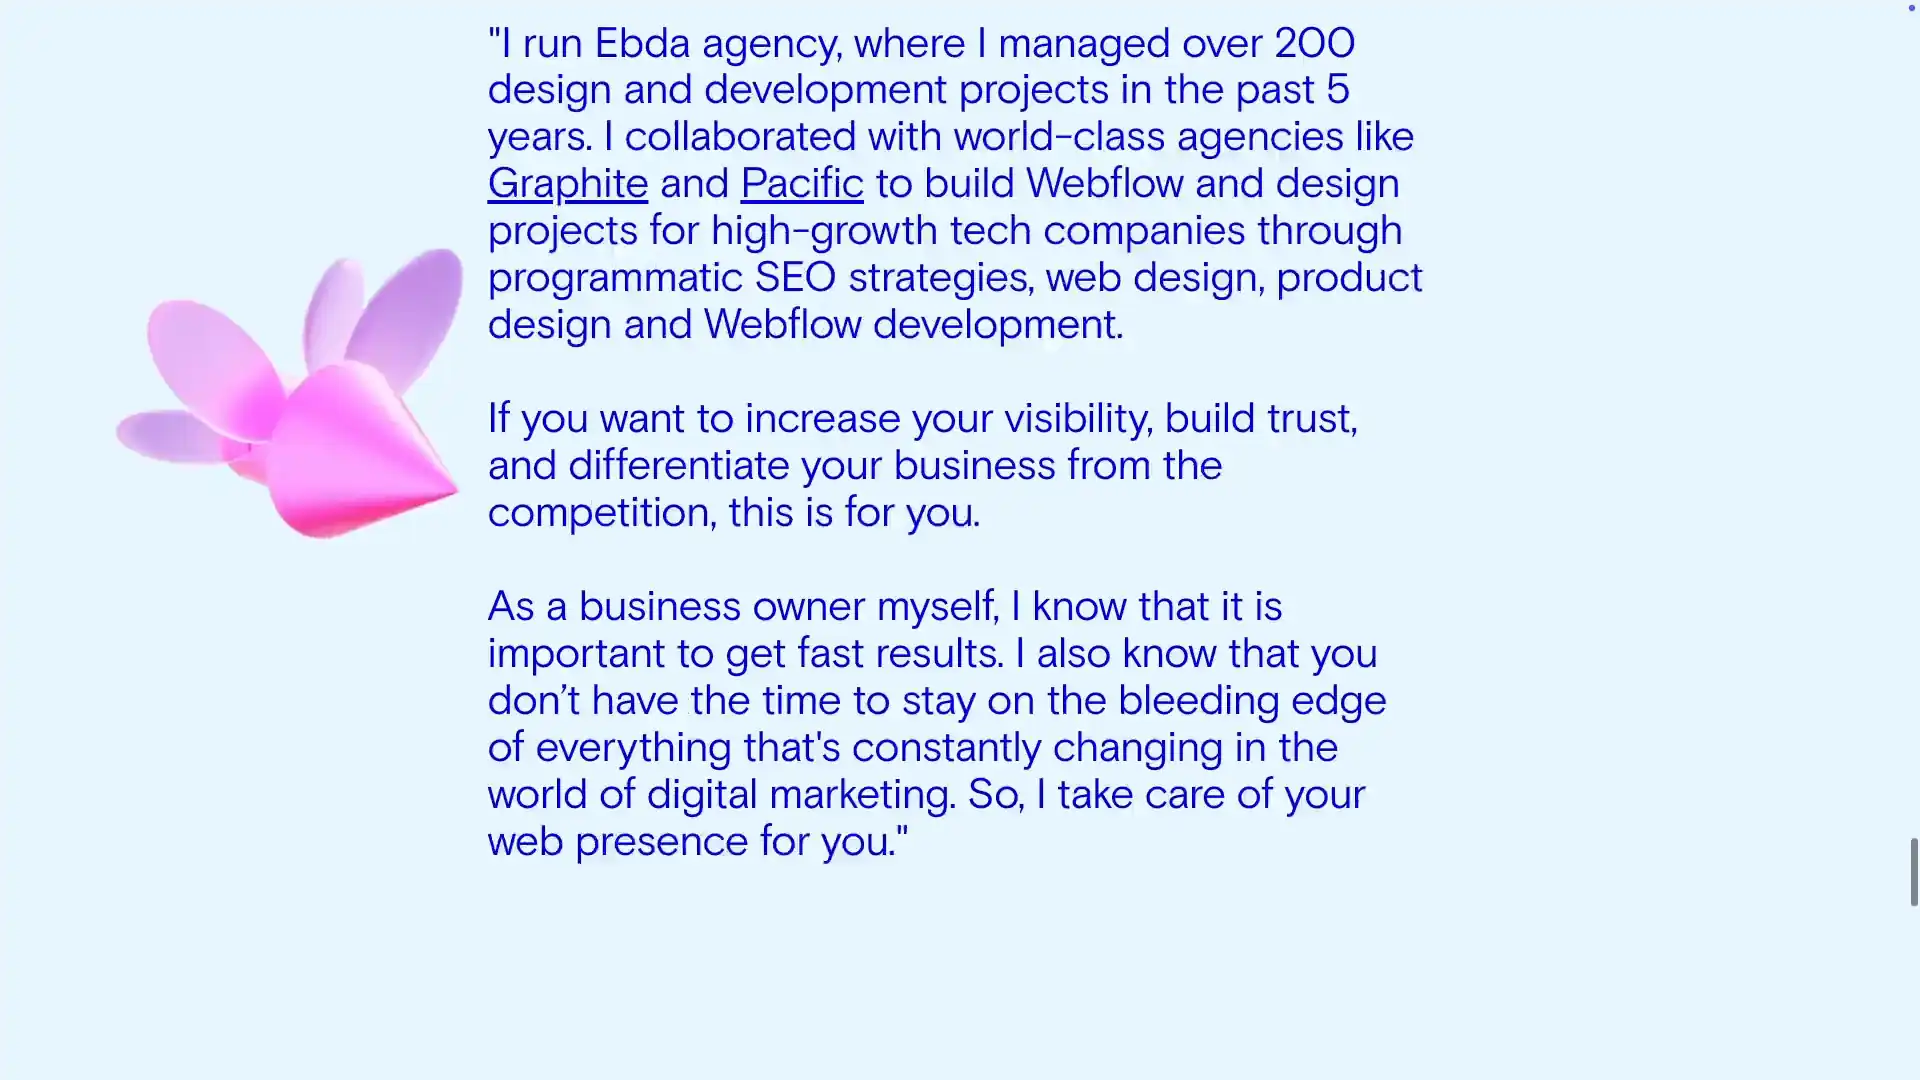 "I run Ebda agency, where I managed over 200
design and development projects in the past 5
years. I collaborated with world-class agencies like
Graphite and Pacific to build Webflow and design
projects for high-growth tech companies through
programmatic SEO strategies, web design, product
design and Webflow development.
If you want to increase your visibility, build trust,
and differentiate your business from the
competition, this is for you.
As a business owner myself, I know that it is
important to get fast results. I also know that you
don’t have the time to stay on the bleeding edge
of everything that's constantly changing in the
world of digital marketing. So, I take care of your
web presence for you."